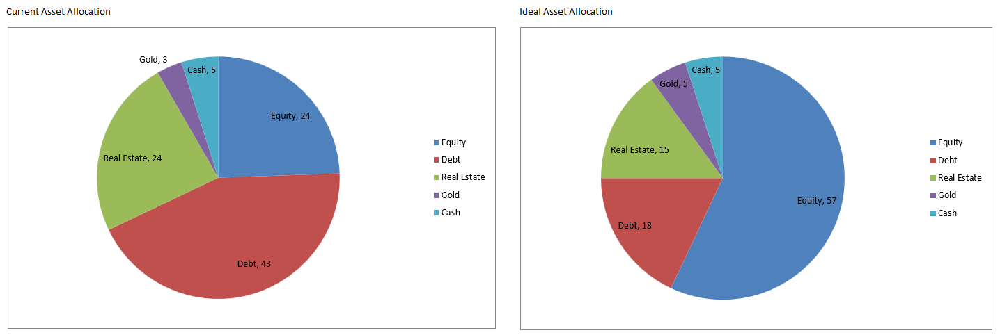 Current Asset Allocation
Gold, 3
Cash, 5
Equity, 24
Real Estate, 24
Debt, 43
Equity
Debt
Real Estate
Gold
Cash
Ideal Asset Allocation
Cash, 5
Gold, 5
Real Estate, 15
Equity, 57
Debt, 18
Equity
Debt
Real Estate
Gold
Cash